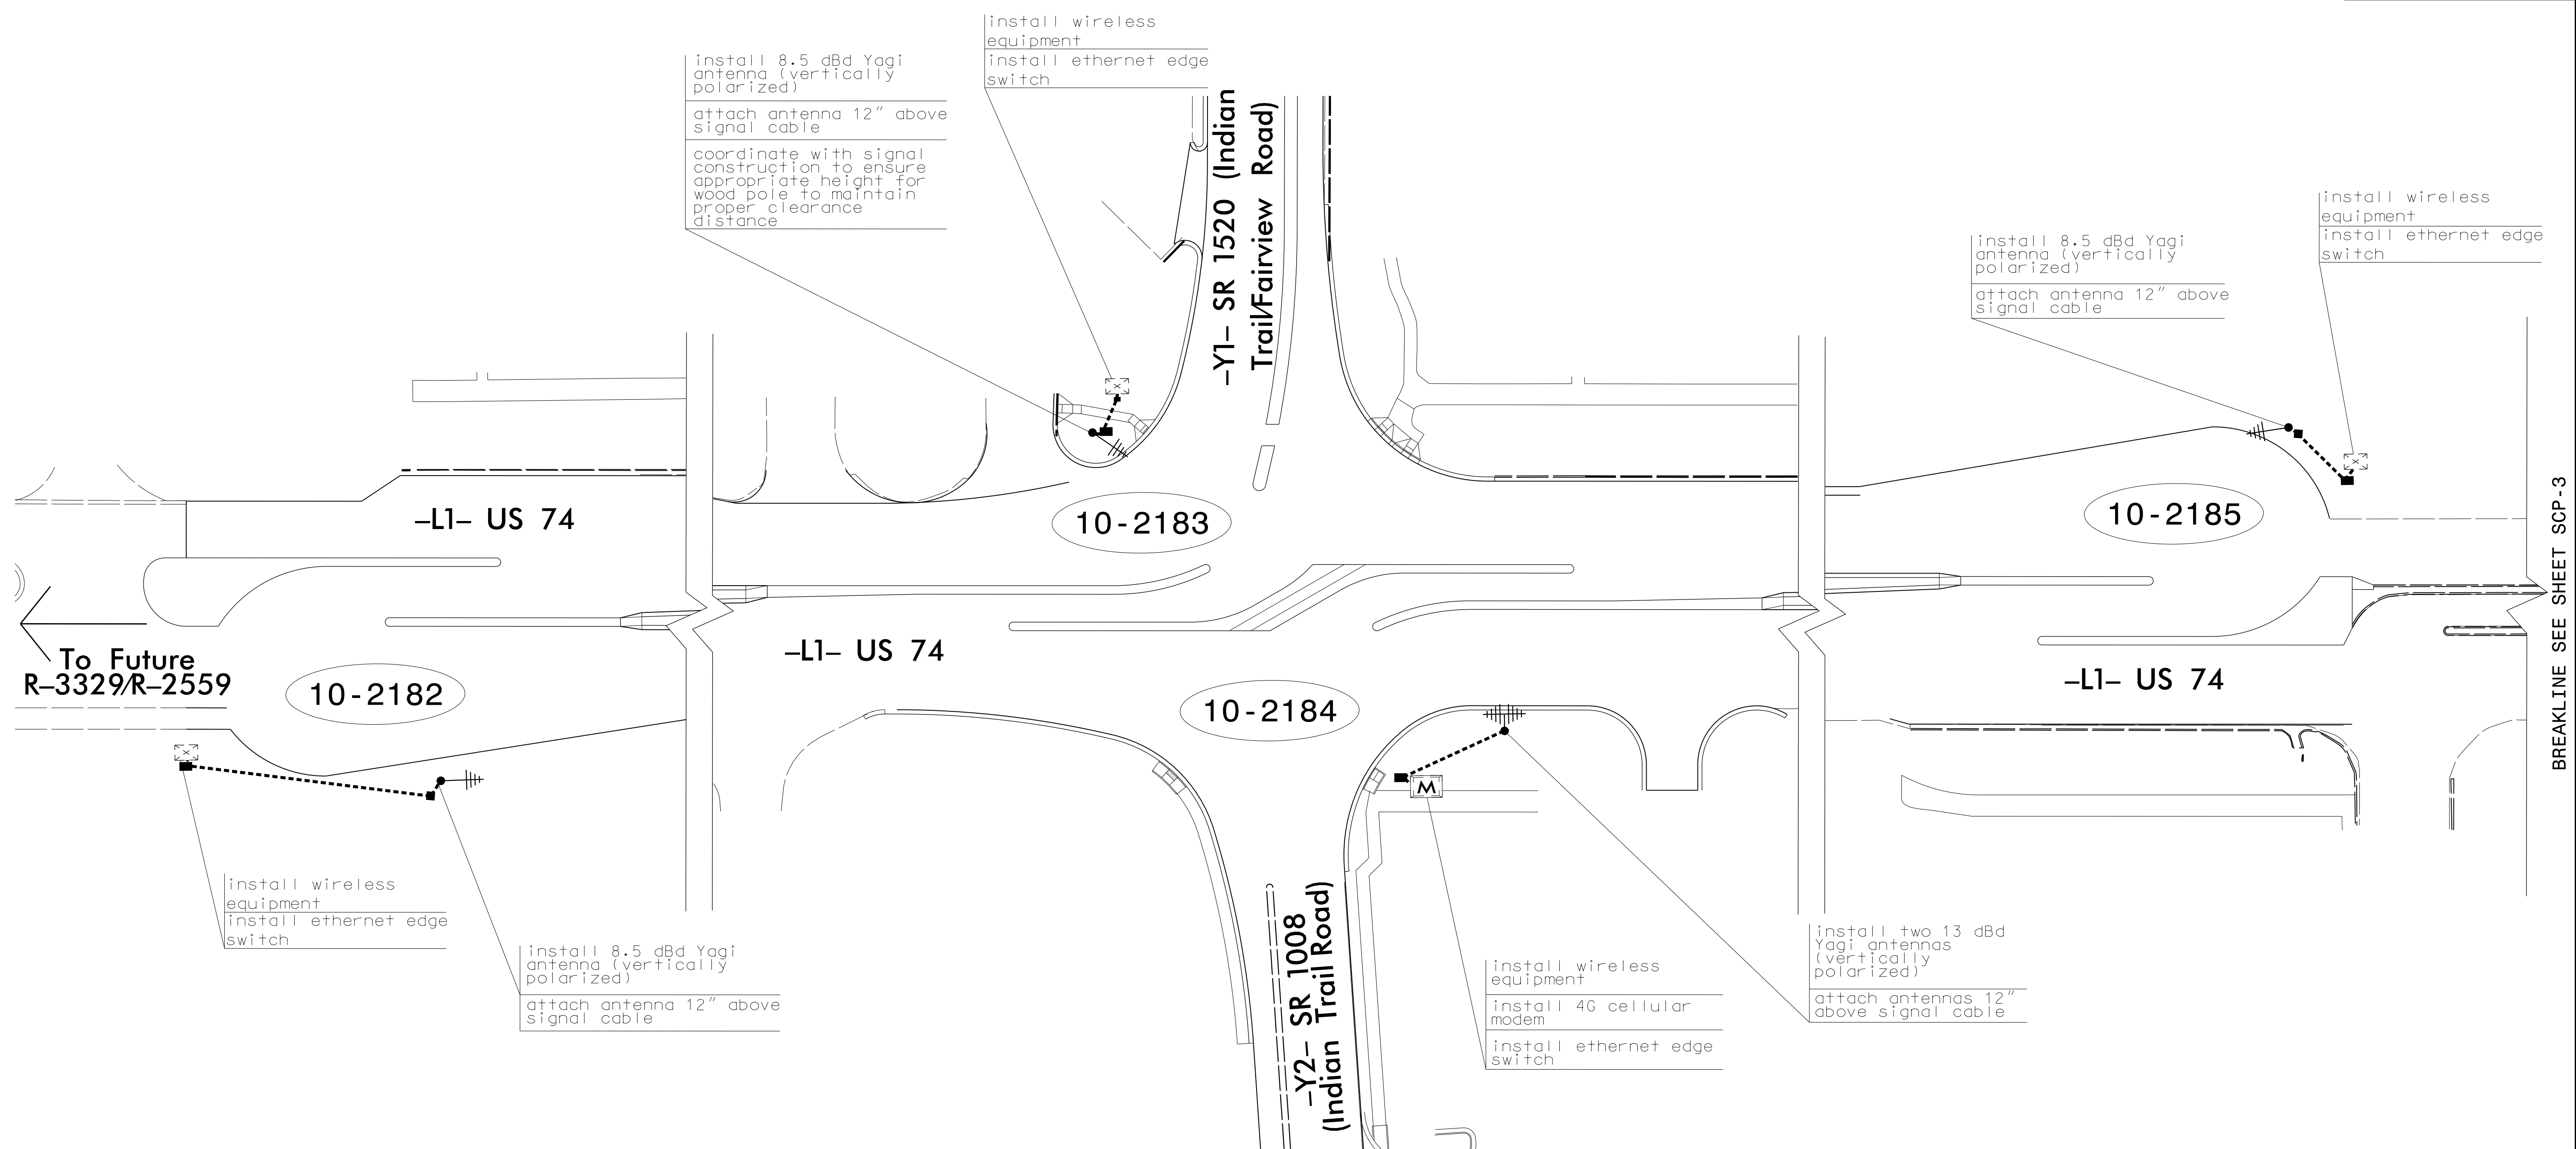 install wireless
equipment
install ethernet edge
switch
install 8.5 dBd Yagi
antenna (vertically
polarized)
attach antenna 12" above
signal cable
coordinate with signal
construction to ensure
appropriate height for
wood pole to maintain
proper clearance
distance
-Y1- SR 1520 (Indian
Trail/Fairview Road)
install wireless
equipment
install ethernet edge
switch
install 8.5 dBd Yagi
antenna (vertically
polarized)
attach antenna 12" above
signal cable
-L1- US 74
10-2183
10-2185
BREAKLINE SEE SHEET SCP-3
To Future
R-3329/R-2559
10-2182
-L1- US 74
10-2184
-L1- US 74
M
install wireless
equipment
install ethernet edge
switch
install 8.5 dBd Yagi
antenna (vertically
polarized)
attach antenna 12" above
signal cable
-Y2- SR 1008
(Indian Trail Road)
install wireless
equipment
install 4G cellular
modem
install ethernet edge
switch
install two 13 dBd
Yagi antennas
(vertically
polarized)
attach antennas 12"
above signal cable